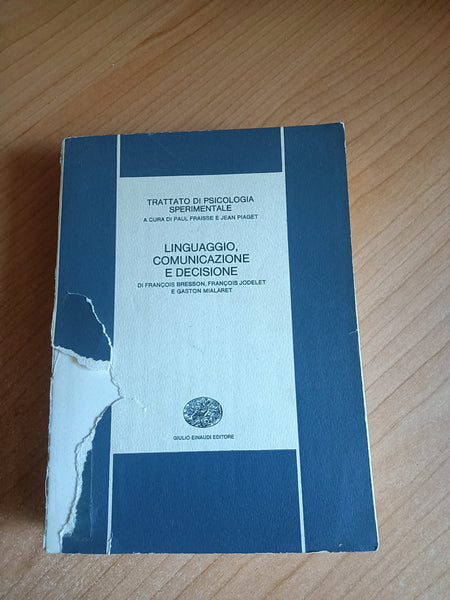 TRATTATO DI PSICOLOGIA
SPERIMENTALE
A CURA DI PAUL FRAISSE E JEAN PIAGET
LINGUAGGIO,
COMUNICAZIONE
E DECISIONE
DI FRANÇOIS BRESSON, FRANÇOIS JODELET
E GASTON MIALARET
GIULIO EINAUDI EDITORE